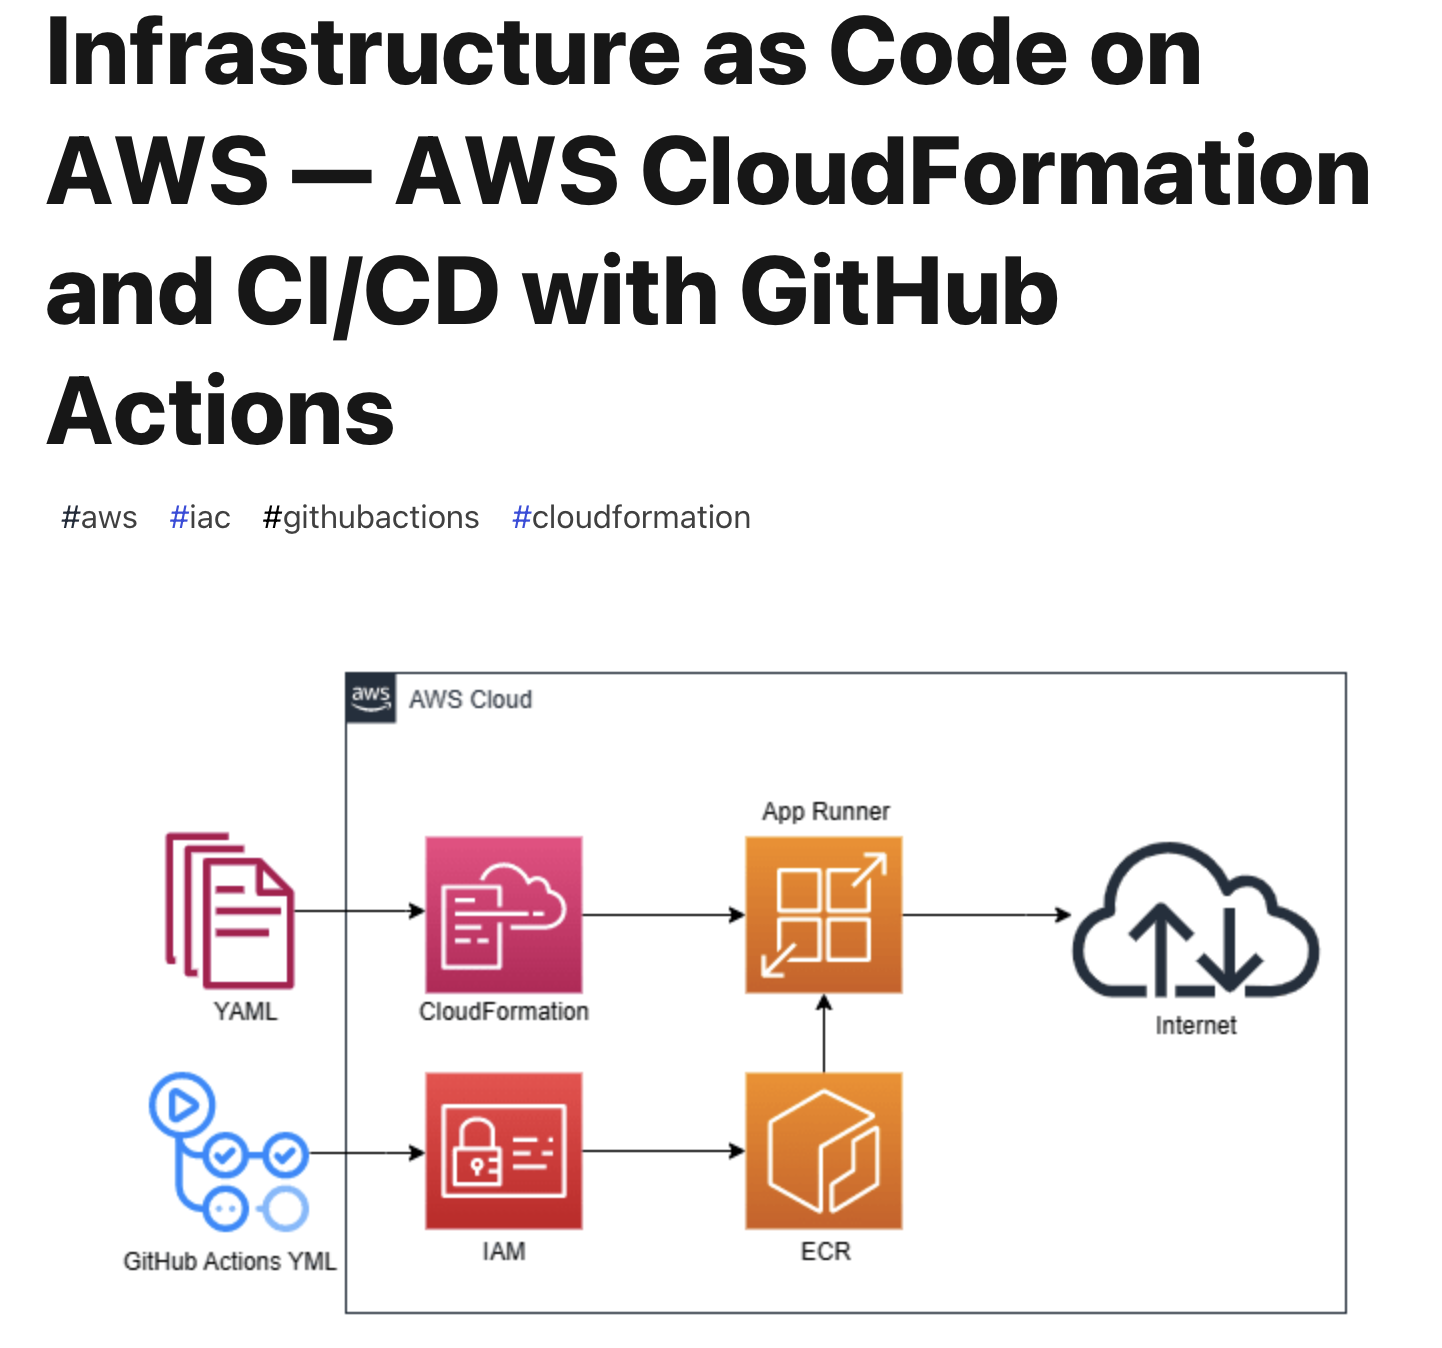 Infrastructure as Code on
AWS — AWS CloudFormation
and CI/CD with GitHub
Actions
#aws #iac #githubactions #cloudformation
aws AWS Cloud
App Runner
YAML
CloudFormation
Internet
GitHub Actions YML
IAM
ECR